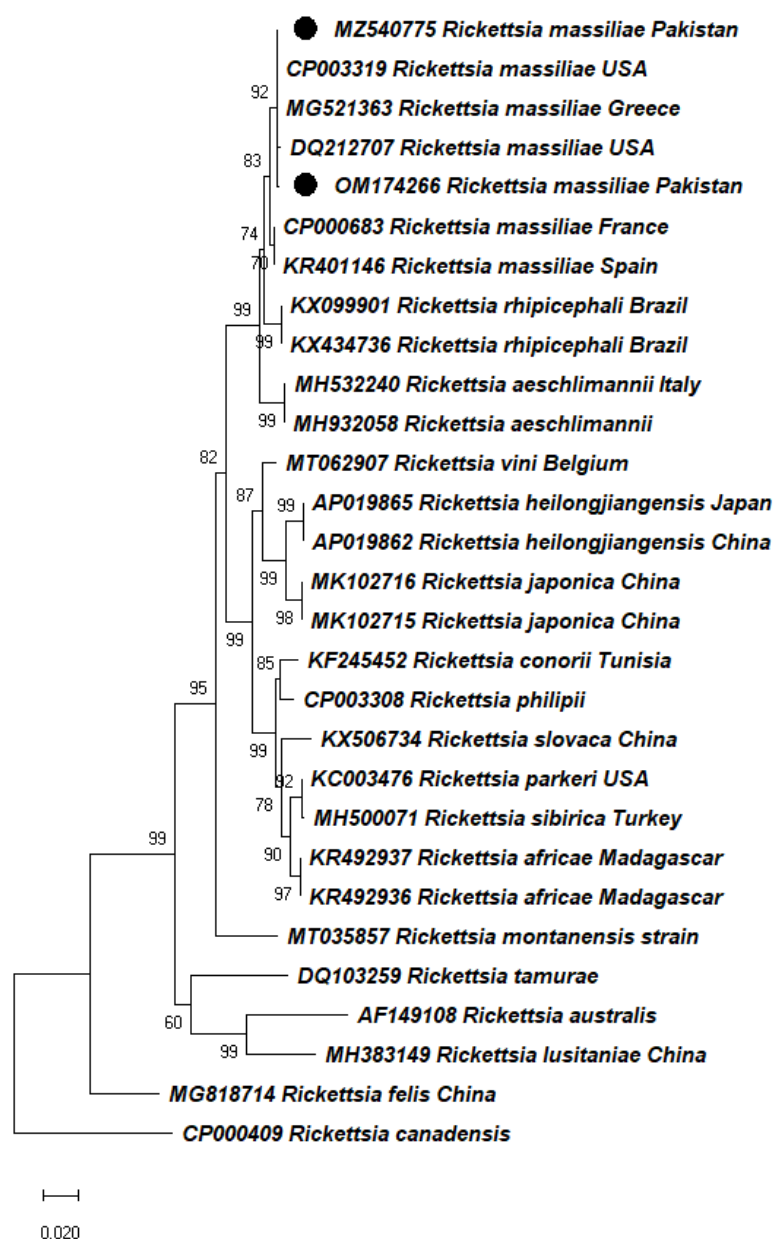 MZ540775 Rickettsia massiliae Pakistan
CP003319 Rickettsia massiliae USA
92
MG521363 Rickettsia massiliae Greece
DQ212707 Rickettsia massiliae USA
83
OM174266 Rickettsia massiliae Pakistan
CP000683 Rickettsia massiliae France
74
KR401146 Rickettsia massiliae Spain
70
KX099901 Rickettsia rhipicephali Brazil
99
KX434736 Rickettsia rhipicephali Brazil
99
MH532240 Rickettsia aeschlimannii Italy
MH932058 Rickettsia aeschlimannii
99
82
MT062907 Rickettsia vini Belgium
87
AP019865 Rickettsia heilongjiangensis Japan
99
AP019862 Rickettsia heilongjiangensis China
99
MK102716 Rickettsia japonica China
MK102715 Rickettsia japonica China
98
99
KF245452 Rickettsia conorii Tunisia
85
95
CP003308 Rickettsia philipii
KX506734 Rickettsia slovaca China
99
KC003476 Rickettsia parkeri USA
92
78
MH500071 Rickettsia sibirica Turkey
99
90
KR492937 Rickettsia africae Madagascar
97
KR492936 Rickettsia africae Madagascar
MT035857 Rickettsia montanensis strain
DQ103259 Rickettsia tamurae
60
AF149108 Rickettsia australis
99
MH383149 Rickettsia lusitaniae China
MG818714 Rickettsia felis China
CP000409 Rickettsia canadensis
0.020